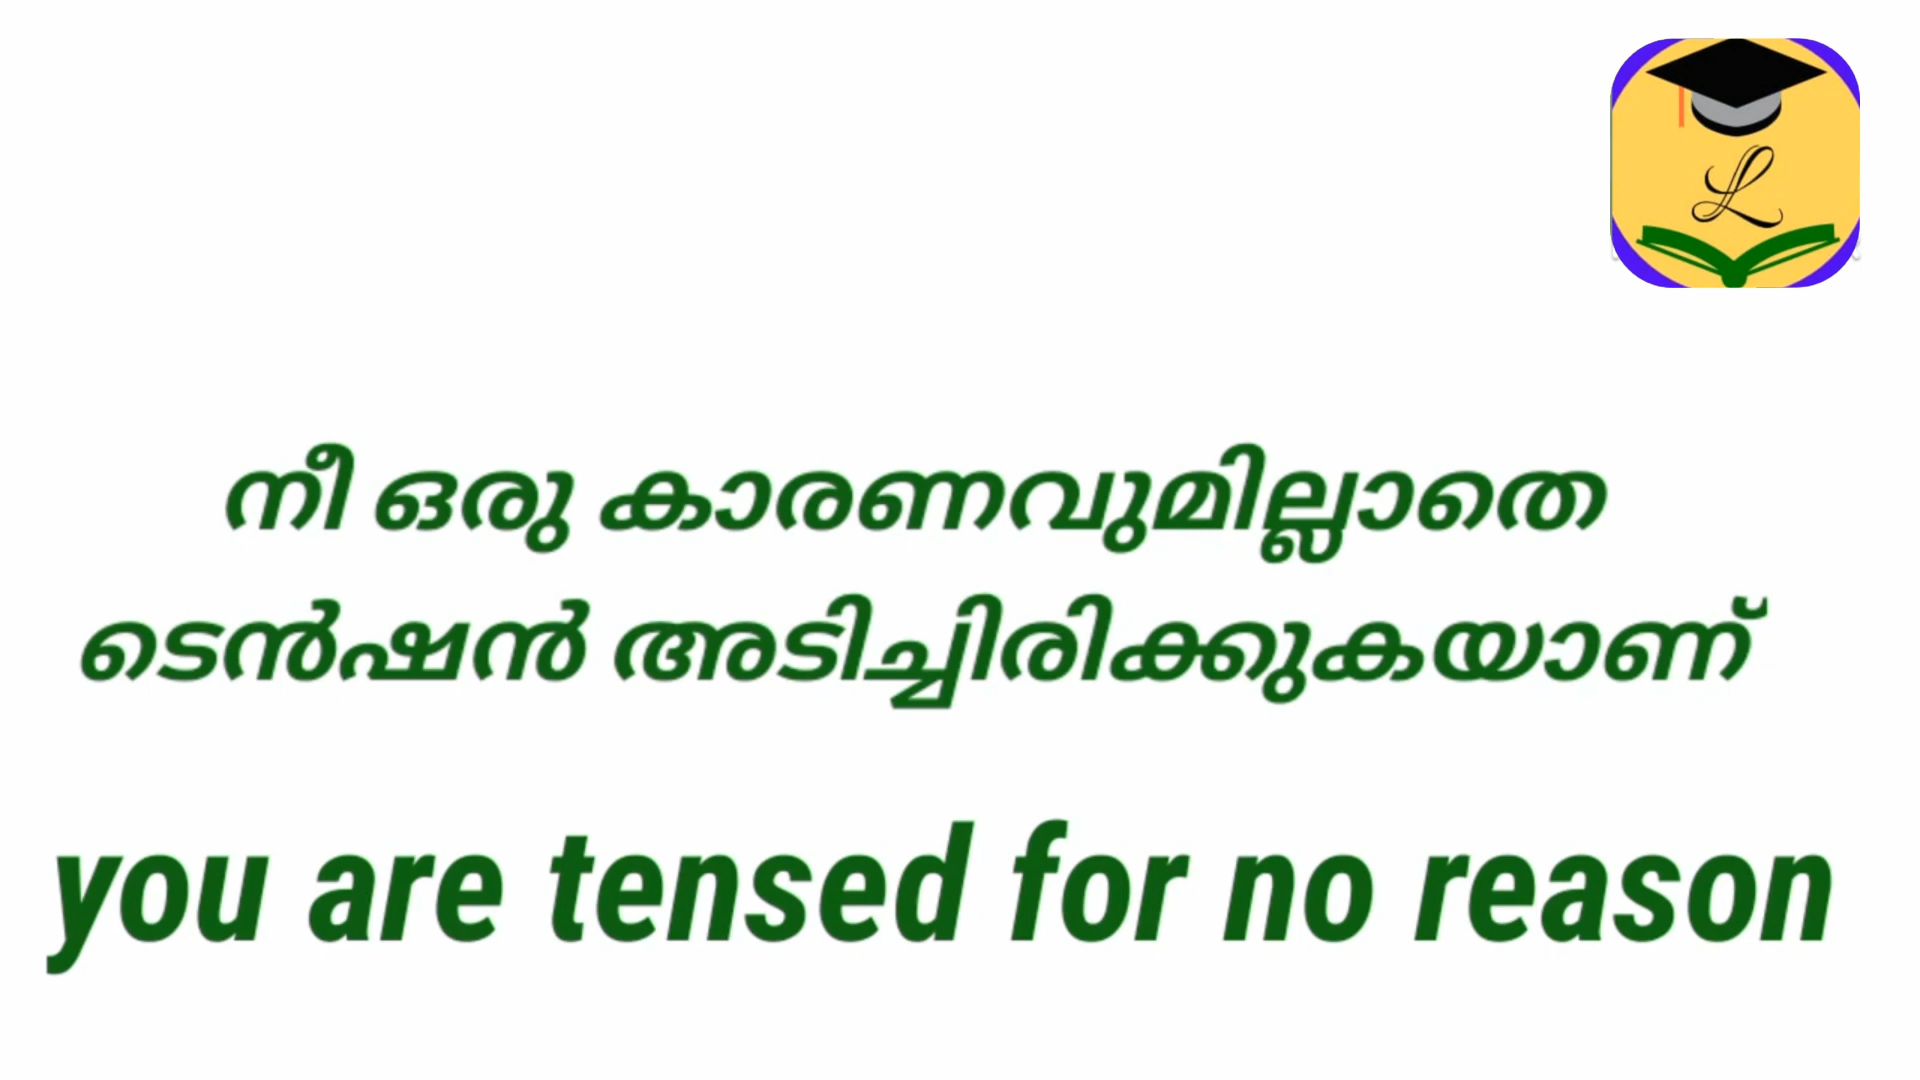 L
നീ ഒരു കാരണവുമില്ലാതെ
ടെൻഷൻ അടിച്ചിരിക്കുകയാണ്
you are tensed for no reason